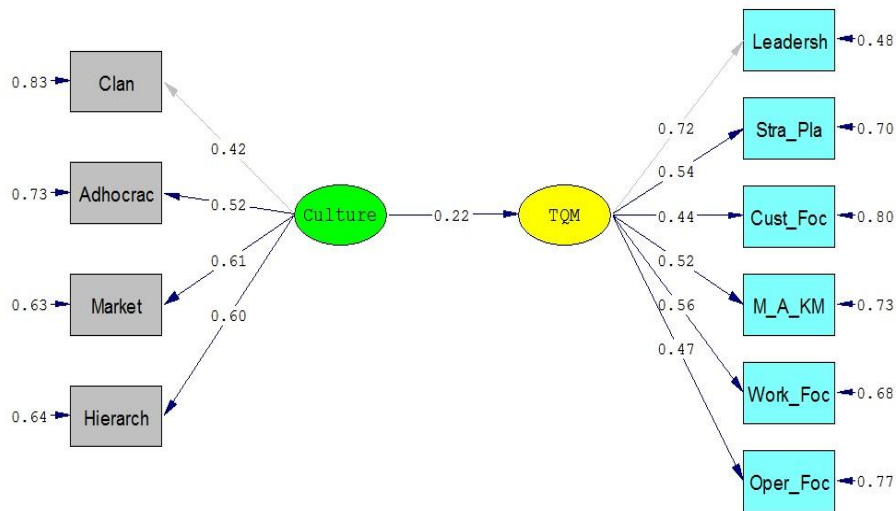 Leadersh
0.48
0.83
Clan
0.72
Stra_Pla
0.70
0.42
0.54
0.73
Adhocrac
0.52
Culture
0.22
TQM
0.44
Cust_Foc
0.80
0.61
0.52
0.63
Market
0.60
0.56
M_A_KM
0.73
0.47
0.64
Hierarch
Work_Foc
0.68
Oper_Foc
0.77